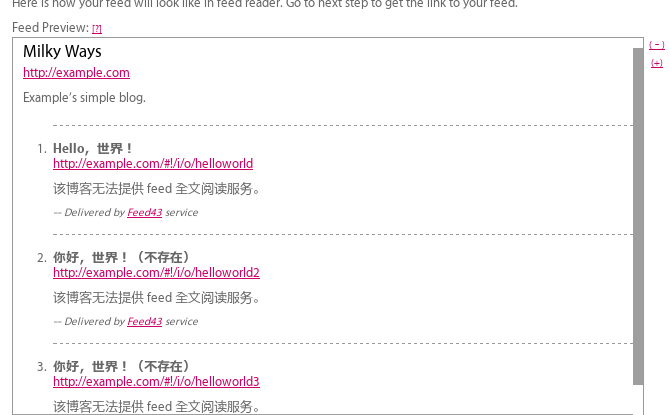 Here is how your feed will look like in feed reader. Go to next step to get the link to your feed.
Feed Preview: [?]
( – )
(+)
Milky Ways
http://example.com
Example's simple blog.
1. Hello，世界！
http://example.com/#!/i/o/helloworld
该博客无法提供 feed 全文阅读服务。
-- Delivered by Feed43 service
2. 你好，世界！（不存在）
http://example.com/#!/i/o/helloworld2
该博客无法提供 feed 全文阅读服务。
-- Delivered by Feed43 service
3. 你好，世界！（不存在）
http://example.com/#!/i/o/helloworld3
该博客无法提供 feed 全文阅读服务。